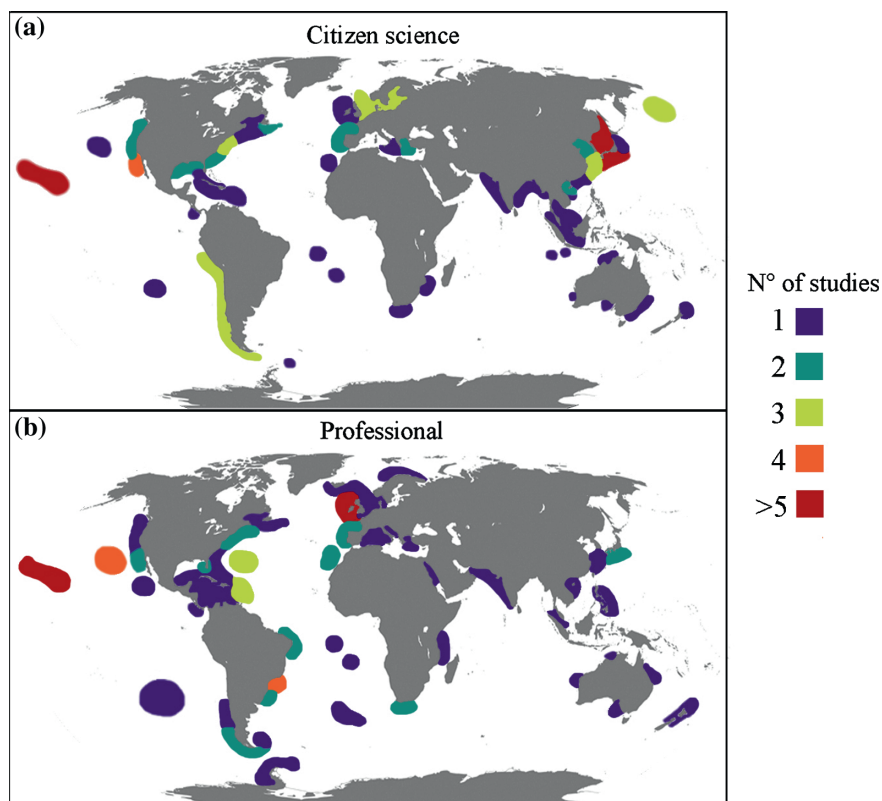 (a)
Citizen science
N° of studies
1
2
3
4
>5
(b)
Professional